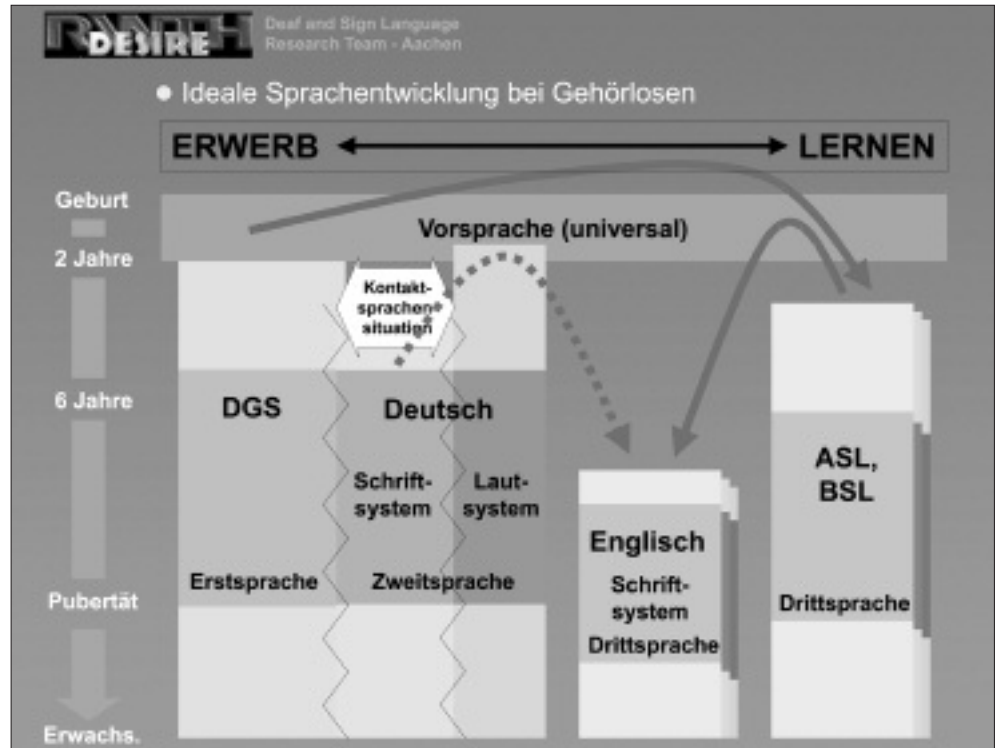 RWTH
DESIRE
Deaf and Sign Language
Research Team - Aachen
● Ideale Sprachentwicklung bei Gehörlosen
ERWERB
LERNEN
Geburt
Vorsprache (universal)
2 Jahre
Kontakt-
sprachen
situation
6 Jahre
DGS
Deutsch
Schrift-
system
Laut-
system
Erstsprache
Zweitsprache
Englisch
Schrift-
system
Drittsprache
ASL,
BSL
Drittsprache
Pubertät
Erwachs.